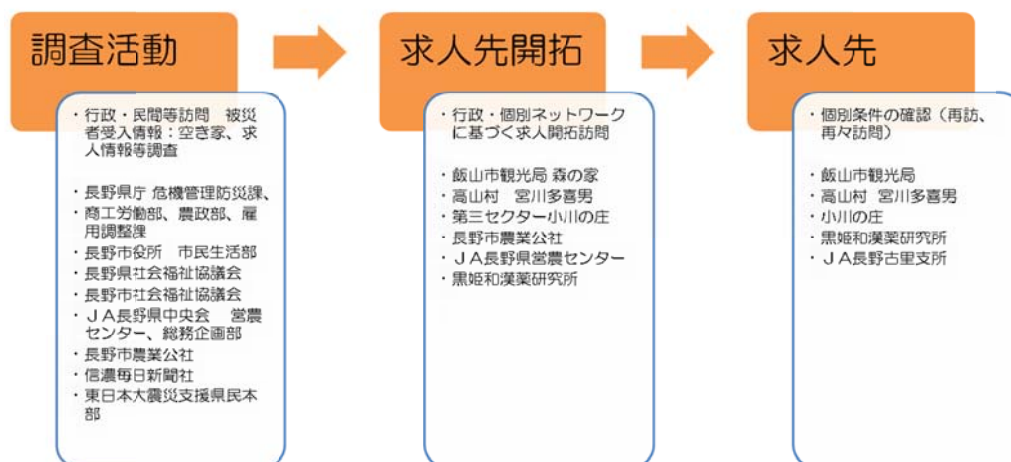 調査活動
・行政・民間等訪問　被災
者受入情報：空き家、求
人情報等調査
・長野県庁 危機管理防災課、
・商工労働部、農政部、雇
用調整課
・長野市役所　市民生活部
・長野県社会福祉協議会
・長野市社会福祉協議会
・ＪＡ長野県中央会　営農
センター、総務企画部
・長野市農業公社
・信濃毎日新聞社
・東日本大震災支援県民本
部
求人先開拓
・行政・個別ネットワーク
に基づく求人開拓訪問
・飯山市観光局 森の家
・高山村　宮川多喜男
・第三セクター小川の庄
・長野市農業公社
・ＪＡ長野県営農センター
・黒姫和漢薬研究所
求人先
・個別条件の確認（再訪、
再々訪問）
・飯山市観光局
・高山村　宮川多喜男
・小川の庄
・黒姫和漢薬研究所
・ＪＡ長野古里支所